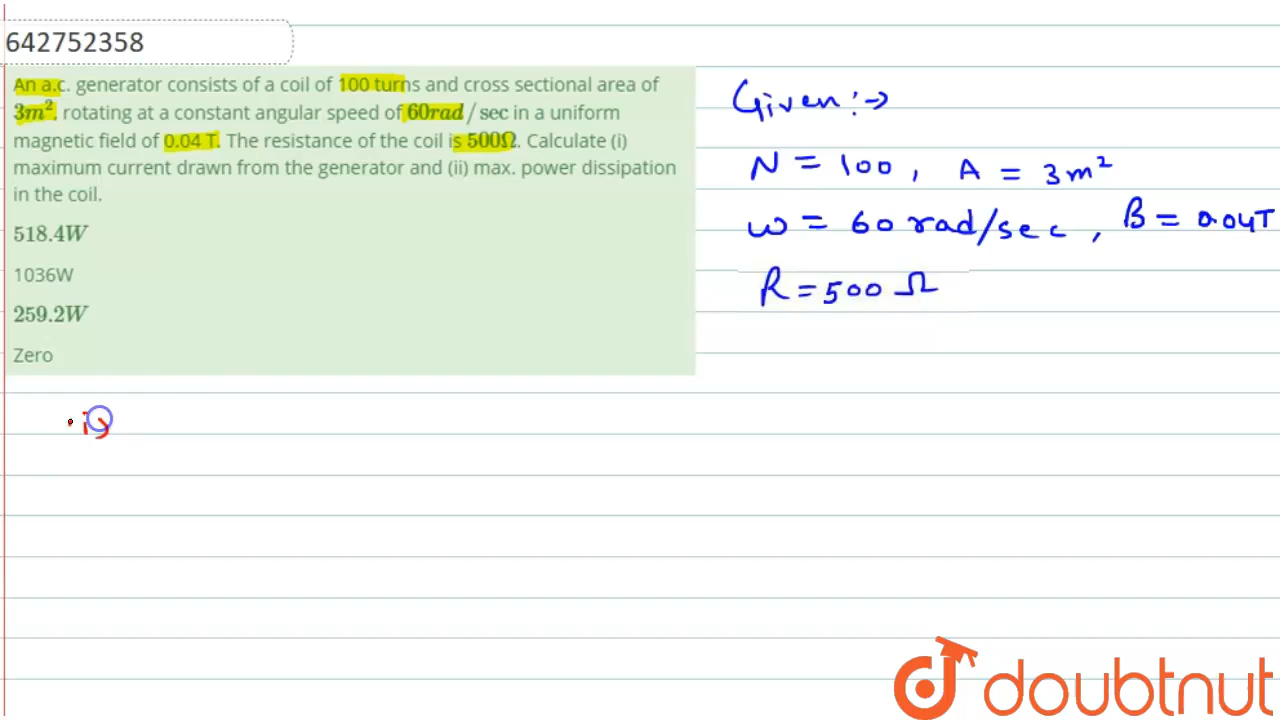 642752358
An a.c. generator consists of a coil of 100 turns and cross sectional area of
3m², rotating at a constant angular speed of 60rad/sec in a uniform
magnetic field of 0.04 T. The resistance of the coil is 500Ω. Calculate (i)
maximum current drawn from the generator and (ii) max. power dissipation
in the coil.
518.4W
1036W
259.2W
Zero
Given :→
N = 100, A = 3m²
ω = 60 rad/sec, B = 0.04T
R = 500 Ω
i)
doubtnut